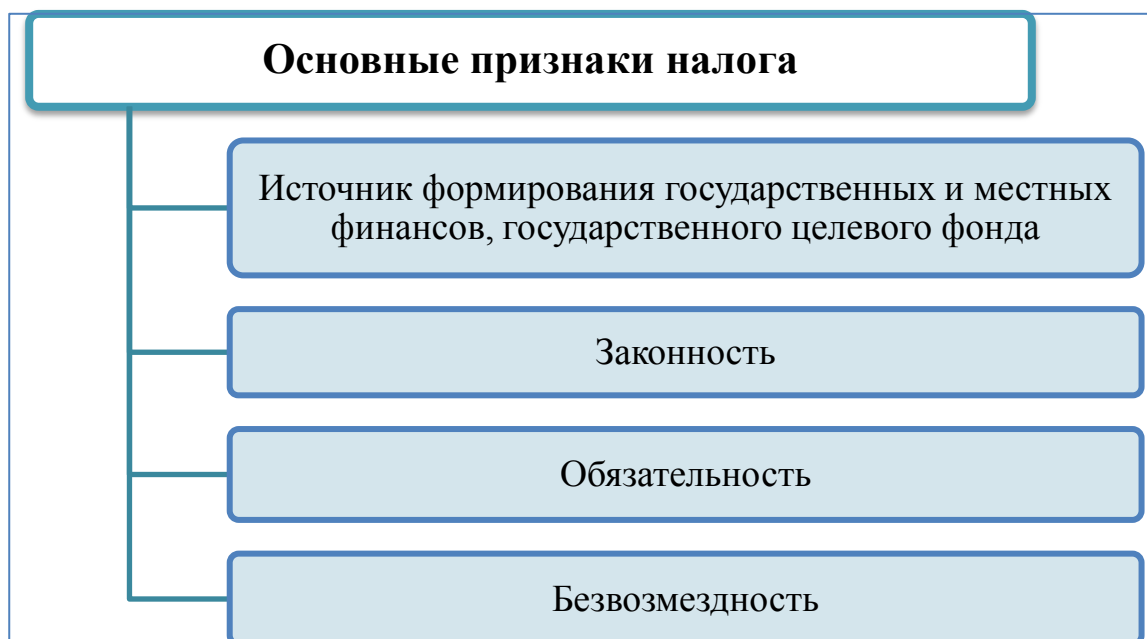 Основные признаки налога
Источник формирования государственных и местных
финансов, государственного целевого фонда
Законность
Обязательность
Безвозмездность